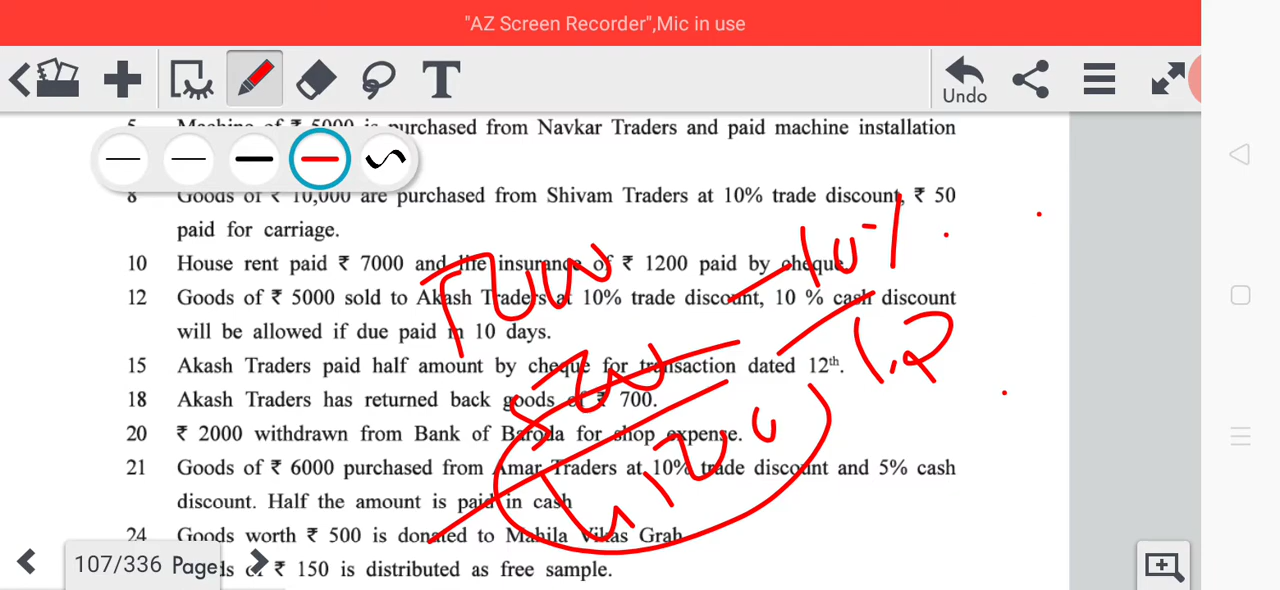 "AZ Screen Recorder",Mic in use
T
Undo
5 Machine of ₹ 5000 is purchased from Navkar Traders and paid machine installation
8 Goods of ₹ 10,000 are purchased from Shivam Traders at 10% trade discount, ₹ 50
paid for carriage.
10 House rent paid ₹ 7000 and life insurance of ₹ 1200 paid by cheque.
12 Goods of ₹ 5000 sold to Akash Traders at 10% trade discount, 10 % cash discount
will be allowed if due paid in 10 days.
15 Akash Traders paid half amount by cheque for transaction dated 12th.
18 Akash Traders has returned back goods of ₹ 700.
20 ₹ 2000 withdrawn from Bank of Baroda for shop expense.
21 Goods of ₹ 6000 purchased from Amar Traders at 10% trade discount and 5% cash
discount. Half the amount is paid in cash
24 Goods worth ₹ 500 is donated to Mahila Vikas Grah.
₹ 150 is distributed as free sample.
107/336 Page
10%